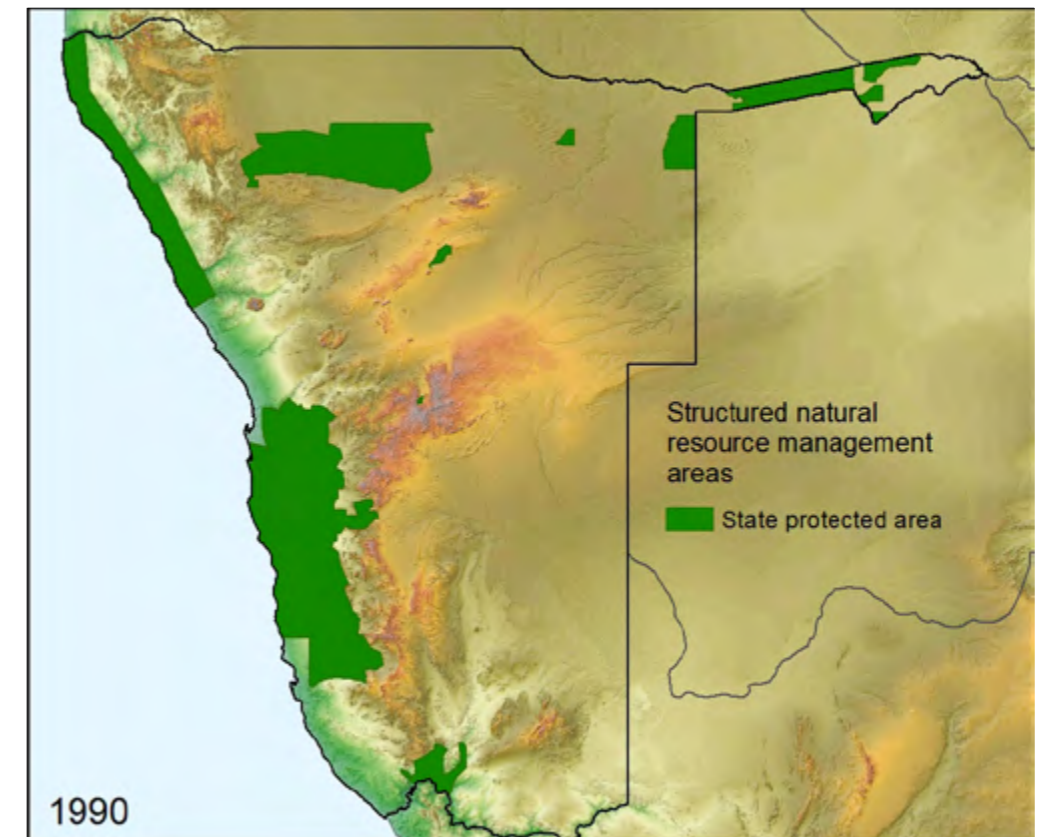 Structured natural
resource management
areas
State protected area
1990